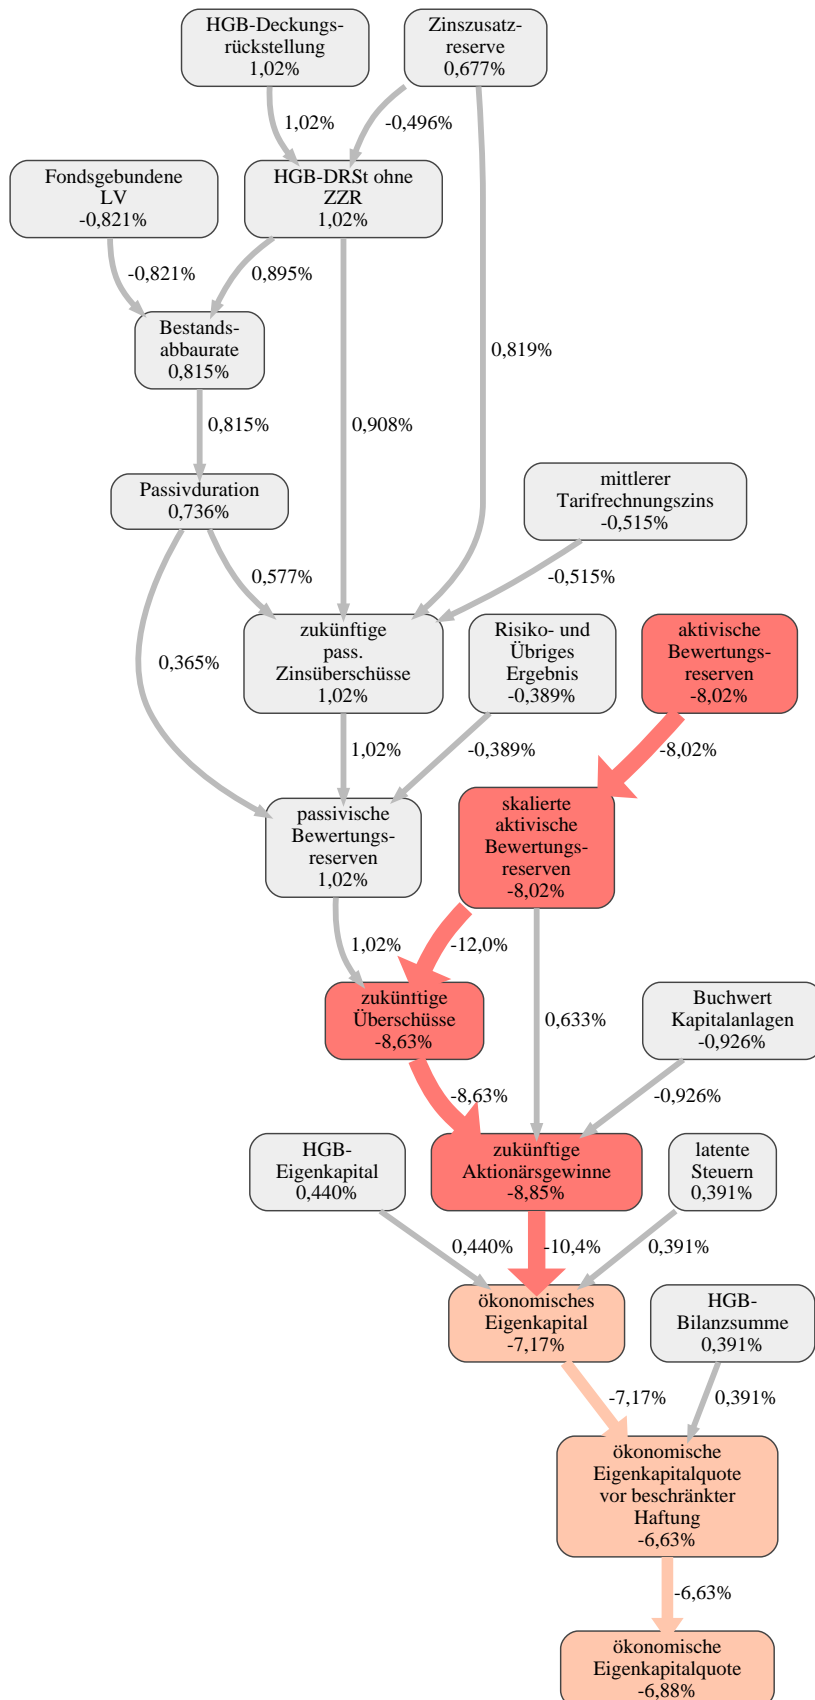 HGB-Deckungs-
rückstellung
1,02%
Zinszusatz-
reserve
0,677%
1,02%
-0,496%
Fondsgebundene
LV
-0,821%
HGB-DRSt ohne
ZZR
1,02%
-0,821%
0,895%
Bestands-
abbaurate
0,815%
0,819%
0,815%
0,908%
Passivduration
0,736%
mittlerer
Tarifrechnungszins
-0,515%
0,577%
-0,515%
0,365%
zukünftige
pass.
Zinsüberschüsse
1,02%
Risiko- und
Übriges
Ergebnis
-0,389%
aktivische
Bewertungs-
reserven
-8,02%
1,02%
-0,389%
-8,02%
passivische
Bewertungs-
reserven
1,02%
skalierte
aktivische
Bewertungs-
reserven
-8,02%
1,02%
-12,0%
zukünftige
Überschüsse
-8,63%
0,633%
Buchwert
Kapitalanlagen
-0,926%
-8,63%
-0,926%
HGB-
Eigenkapital
0,440%
zukünftige
Aktionärsgewinne
-8,85%
latente
Steuern
0,391%
0,440%
-10,4%
0,391%
ökonomisches
Eigenkapital
-7,17%
HGB-
Bilanzsumme
0,391%
-7,17%
0,391%
ökonomische
Eigenkapitalquote
vor beschränkter
Haftung
-6,63%
-6,63%
ökonomische
Eigenkapitalquote
-6,88%